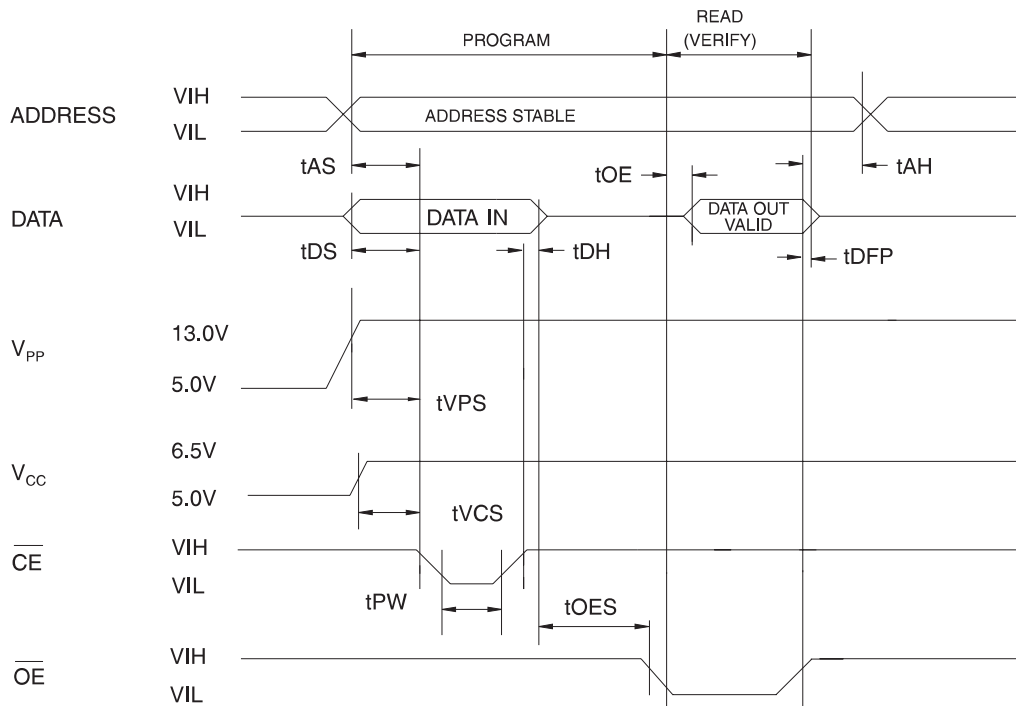 READ
PROGRAM (VERIFY)
ADDRESS VIH
VIL ADDRESS STABLE
tAS tOE tAH
DATA VIH
VIL DATA IN DATA OUT
VALID
tDS tDH tDFP
VPP 13.0V
5.0V
tVPS
VCC 6.5V
5.0V
tVCS
CE VIH
VIL
tPW tOES
OE VIH
VIL